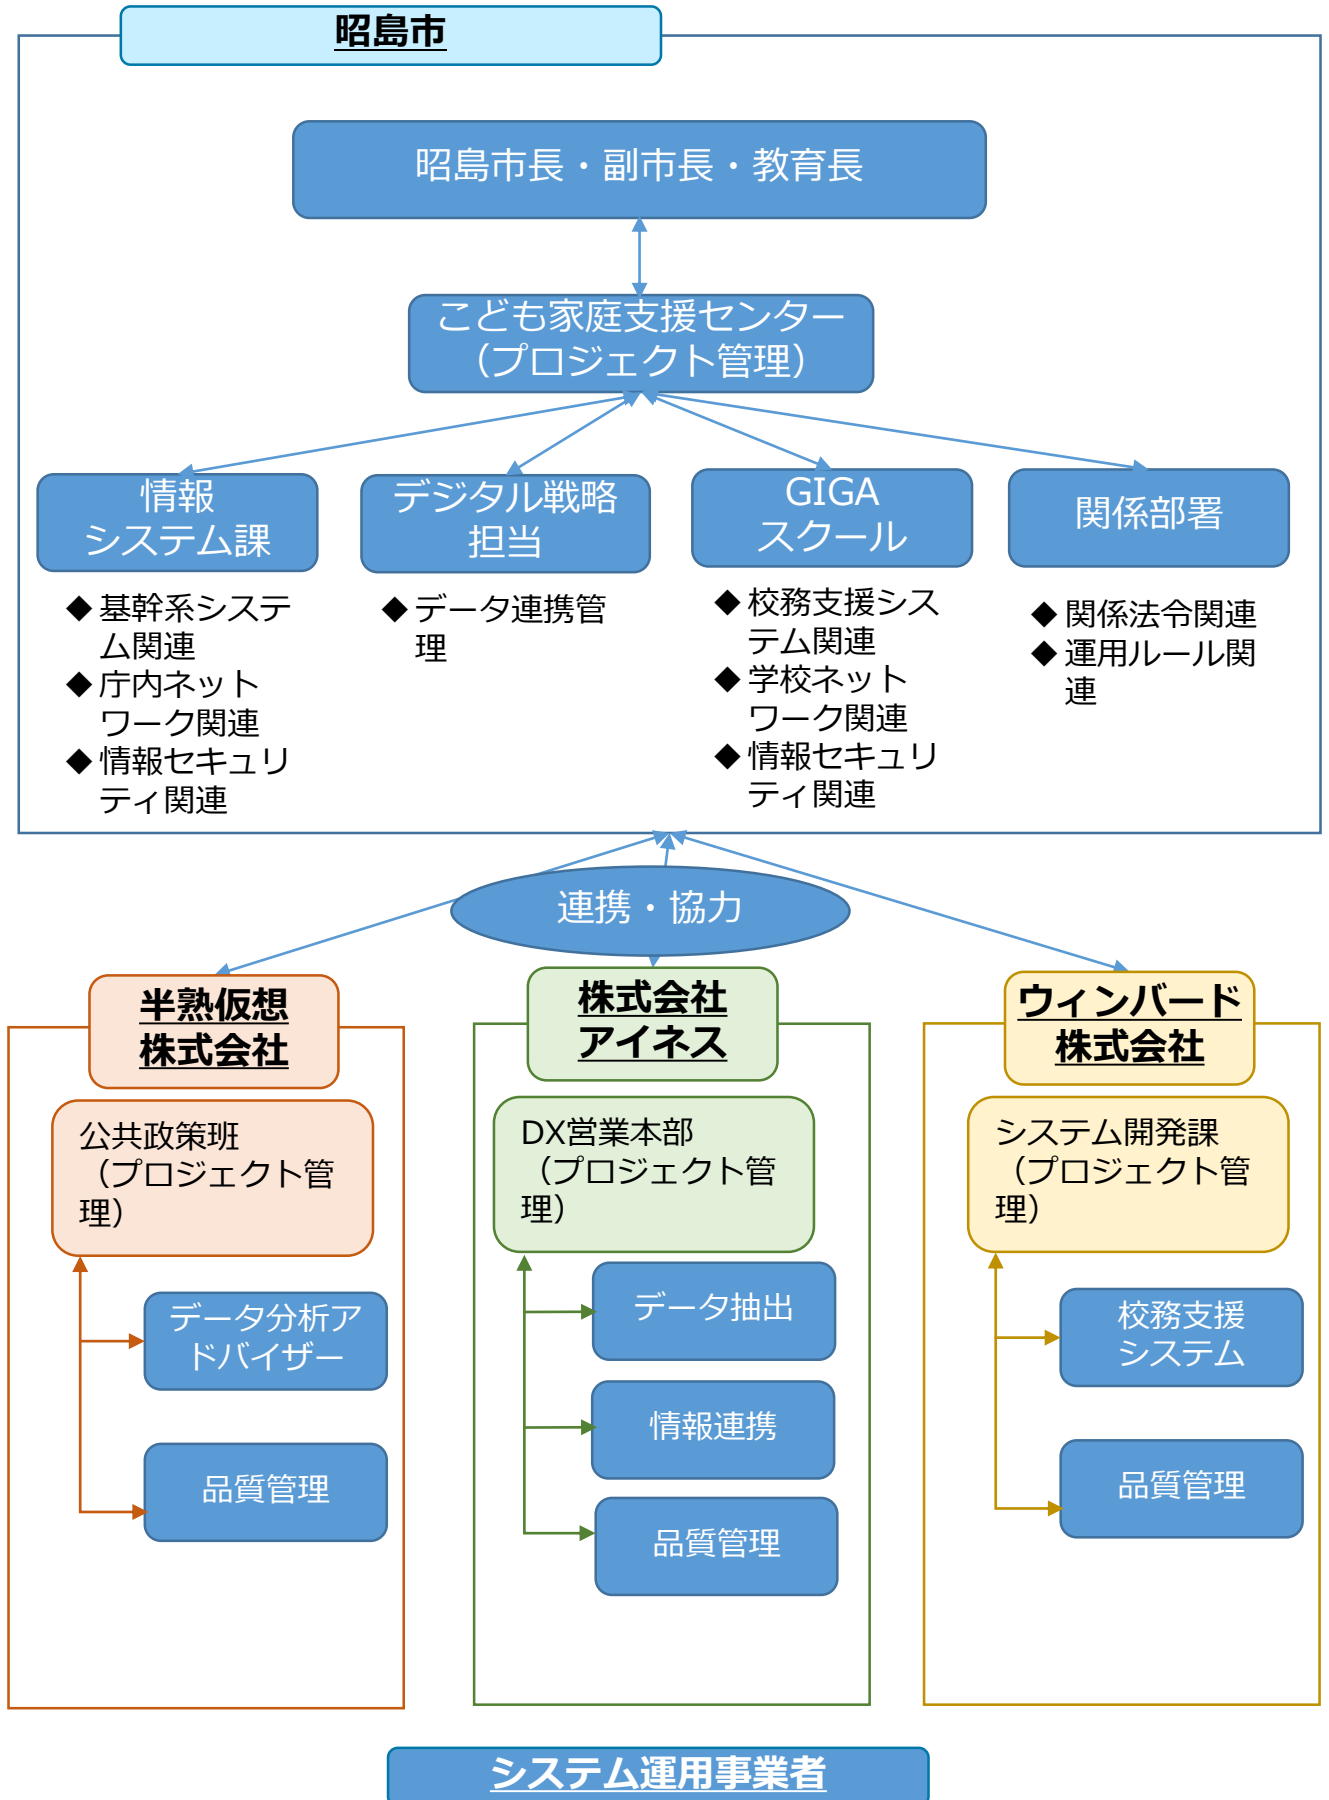 昭島市
昭島市長・副市長・教育長
こども家庭支援センター
（プロジェクト管理）
情報
システム課
◆ 基幹系システ
ム関連
◆ 庁内ネット
ワーク関連
◆ 情報セキュリ
ティ関連
デジタル戦略
担当
◆ データ連携管
理
GIGA
スクール
◆ 校務支援シス
テム関連
◆ 学校ネット
ワーク関連
◆ 情報セキュリ
ティ関連
関係部署
◆ 関係法令関連
◆ 運用ルール関
連
連携・協力
半熟仮想
株式会社
公共政策班
（プロジェクト管
理）
データ分析ア
ドバイザー
品質管理
株式会社
アイネス
DX営業本部
（プロジェクト管
理）
データ抽出
情報連携
品質管理
ウィンバード
株式会社
システム開発課
（プロジェクト管
理）
校務支援
システム
品質管理
システム運用事業者